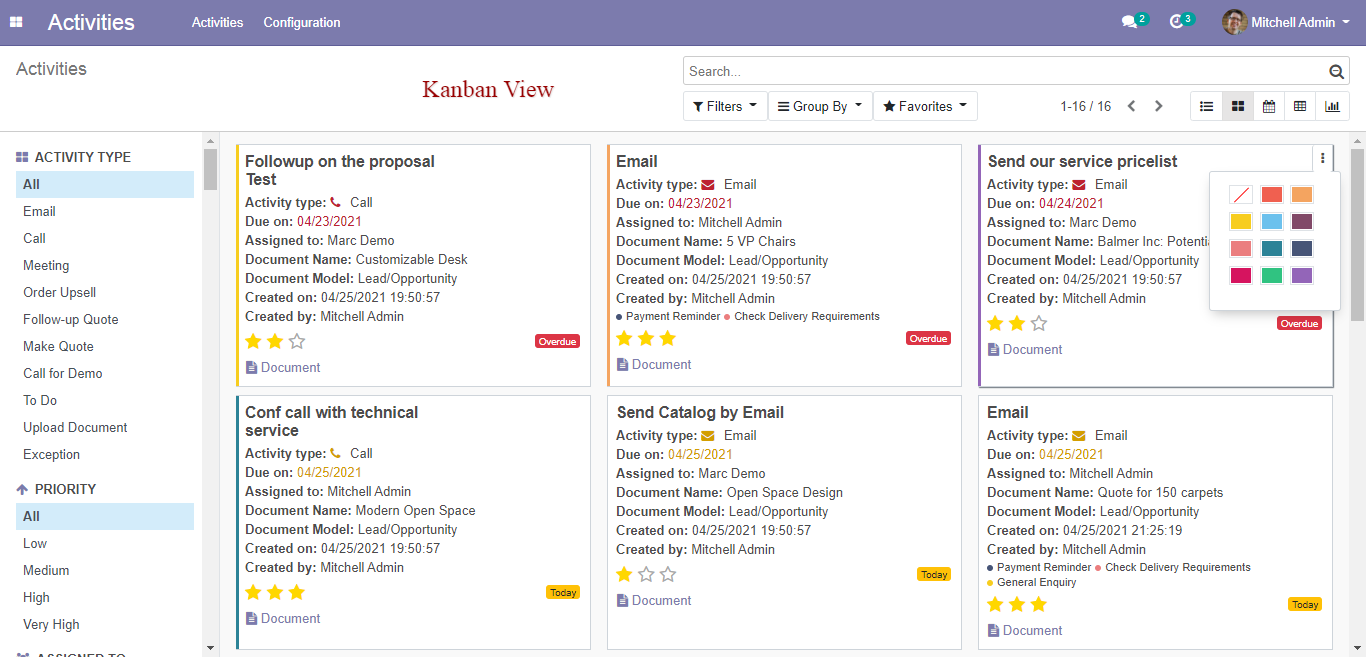 Activities
Activities
Configuration
2
3
Mitchell Admin
Activities
Kanban View
Search...
Filters
Group By
Favorites
1-16 / 16
ACTIVITY TYPE
All
Email
Call
Meeting
Order Upsell
Follow-up Quote
Make Quote
Call for Demo
To Do
Upload Document
Exception
PRIORITY
All
Low
Medium
High
Very High
Followup on the proposal
Test
Activity type: Call
Due on: 04/23/2021
Assigned to: Marc Demo
Document Name: Customizable Desk
Document Model: Lead/Opportunity
Created on: 04/25/2021 19:50:57
Created by: Mitchell Admin
Overdue
Document
Email
Activity type: Email
Due on: 04/23/2021
Assigned to: Mitchell Admin
Document Name: 5 VP Chairs
Document Model: Lead/Opportunity
Created on: 04/25/2021 19:50:57
Created by: Mitchell Admin
Payment Reminder Check Delivery Requirements
Overdue
Document
Send our service pricelist
Activity type: Email
Due on: 04/24/2021
Assigned to: Marc Demo
Document Name: Balmer Inc: Potenti
Document Model: Lead/Opportunity
Created on: 04/25/2021 19:50:57
Created by: Mitchell Admin
Overdue
Document
Conf call with technical
service
Activity type: Call
Due on: 04/25/2021
Assigned to: Mitchell Admin
Document Name: Modern Open Space
Document Model: Lead/Opportunity
Created on: 04/25/2021 19:50:57
Created by: Mitchell Admin
Today
Document
Send Catalog by Email
Activity type: Email
Due on: 04/25/2021
Assigned to: Marc Demo
Document Name: Open Space Design
Document Model: Lead/Opportunity
Created on: 04/25/2021 19:50:57
Created by: Mitchell Admin
Today
Document
Email
Activity type: Email
Due on: 04/25/2021
Assigned to: Mitchell Admin
Document Name: Quote for 150 carpets
Document Model: Lead/Opportunity
Created on: 04/25/2021 21:25:19
Created by: Mitchell Admin
Payment Reminder Check Delivery Requirements
General Enquiry
Today
Document